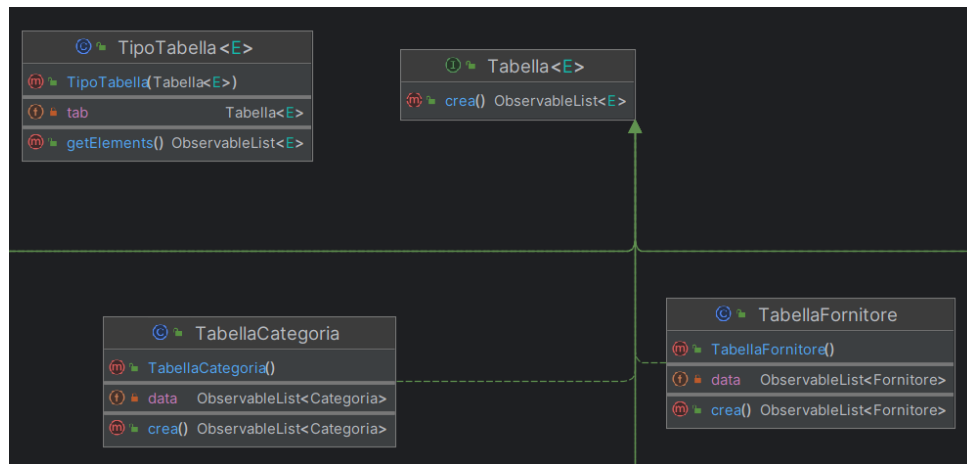 TipoTabella<E>
TipoTabella(Tabella<E>)
tab Tabella<E>
getElements() ObservableList<E>
Tabella<E>
crea() ObservableList<E>
TabellaCategoria
TabellaCategoria()
data ObservableList<Categoria>
crea() ObservableList<Categoria>
TabellaFornitore
TabellaFornitore()
data ObservableList<Fornitore>
crea() ObservableList<Fornitore>